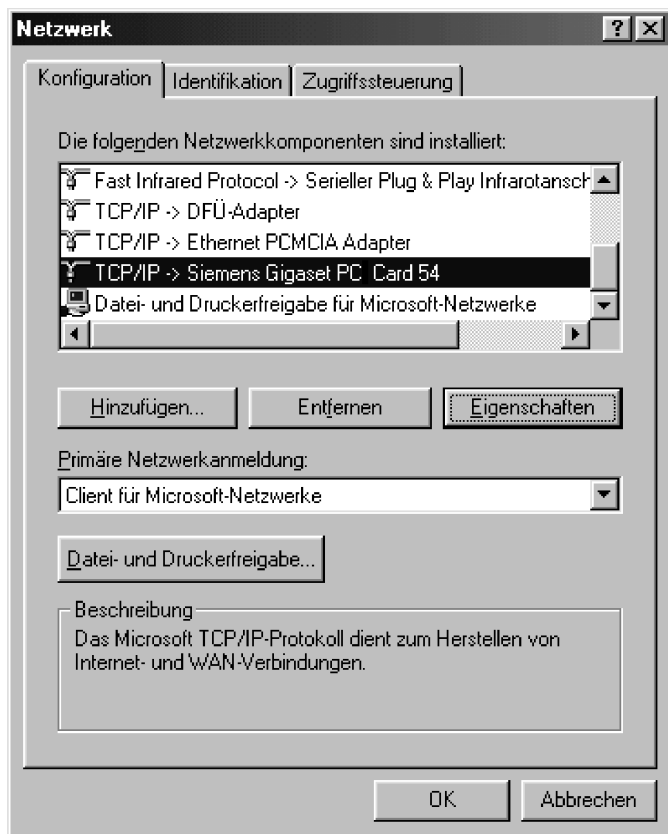 Netzwerk
Konfiguration
Identifikation
Zugriffssteuerung
Die folgenden Netzwerkkomponenten sind installiert:
Fast Infrared Protocol -> Serieller Plug & Play Infrarotansch
TCP/IP -> DFÜ-Adapter
TCP/IP -> Ethernet PCMCIA Adapter
TCP/IP -> Siemens Gigaset PC Card 54
Datei- und Druckerfreigabe für Microsoft-Netzwerke
Hinzufügen...
Entfernen
Eigenschaften
Primäre Netzwerkanmeldung:
Client für Microsoft-Netzwerke
Datei- und Druckerfreigabe...
Beschreibung
Das Microsoft TCP/IP-Protokoll dient zum Herstellen von
Internet- und WAN-Verbindungen.
OK
Abbrechen